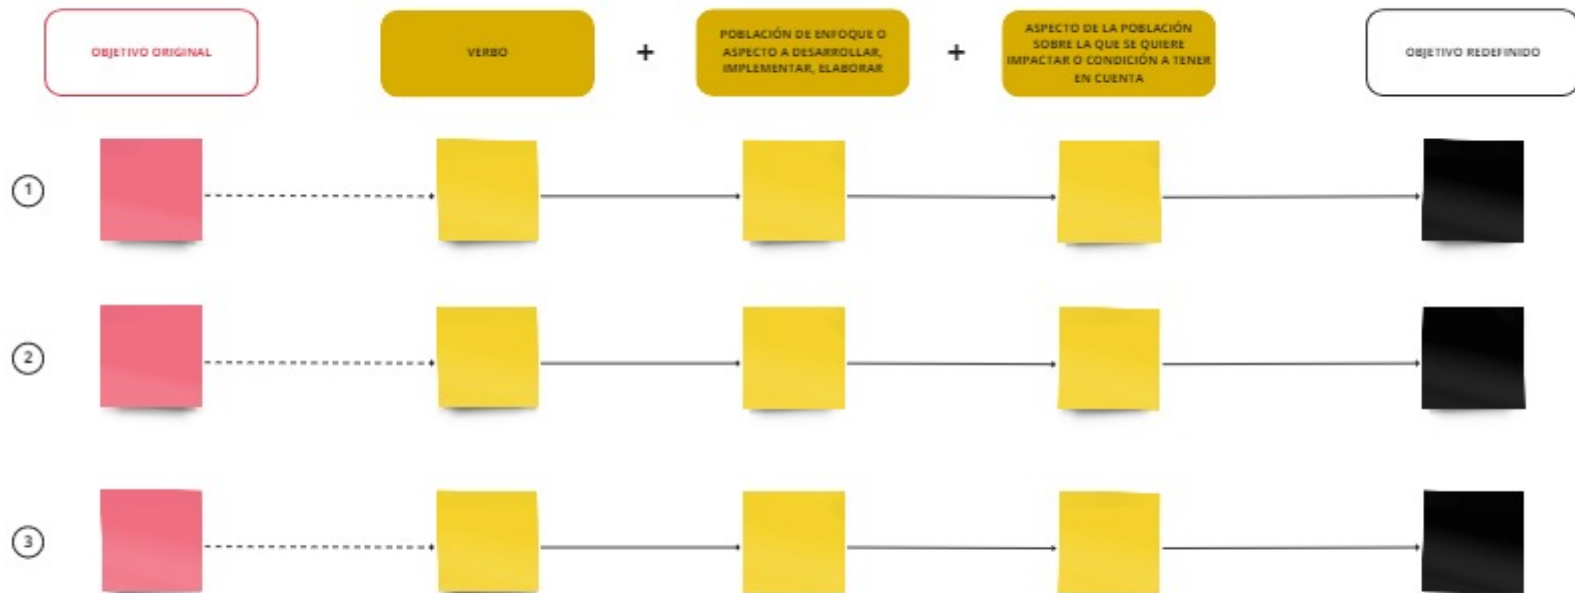 OBJETIVO ORIGINAL
VERBO
+
POBLACIÓN DE ENFOQUE O
ASPECTO A DESARROLLAR,
IMPLEMENTAR, ELABORAR
+
ASPECTO DE LA POBLACIÓN
SOBRE LA QUE SE QUIERE
IMPACTAR O CONDICIÓN A TENER
EN CUENTA
OBJETIVO REDEFINIDO
1
2
3